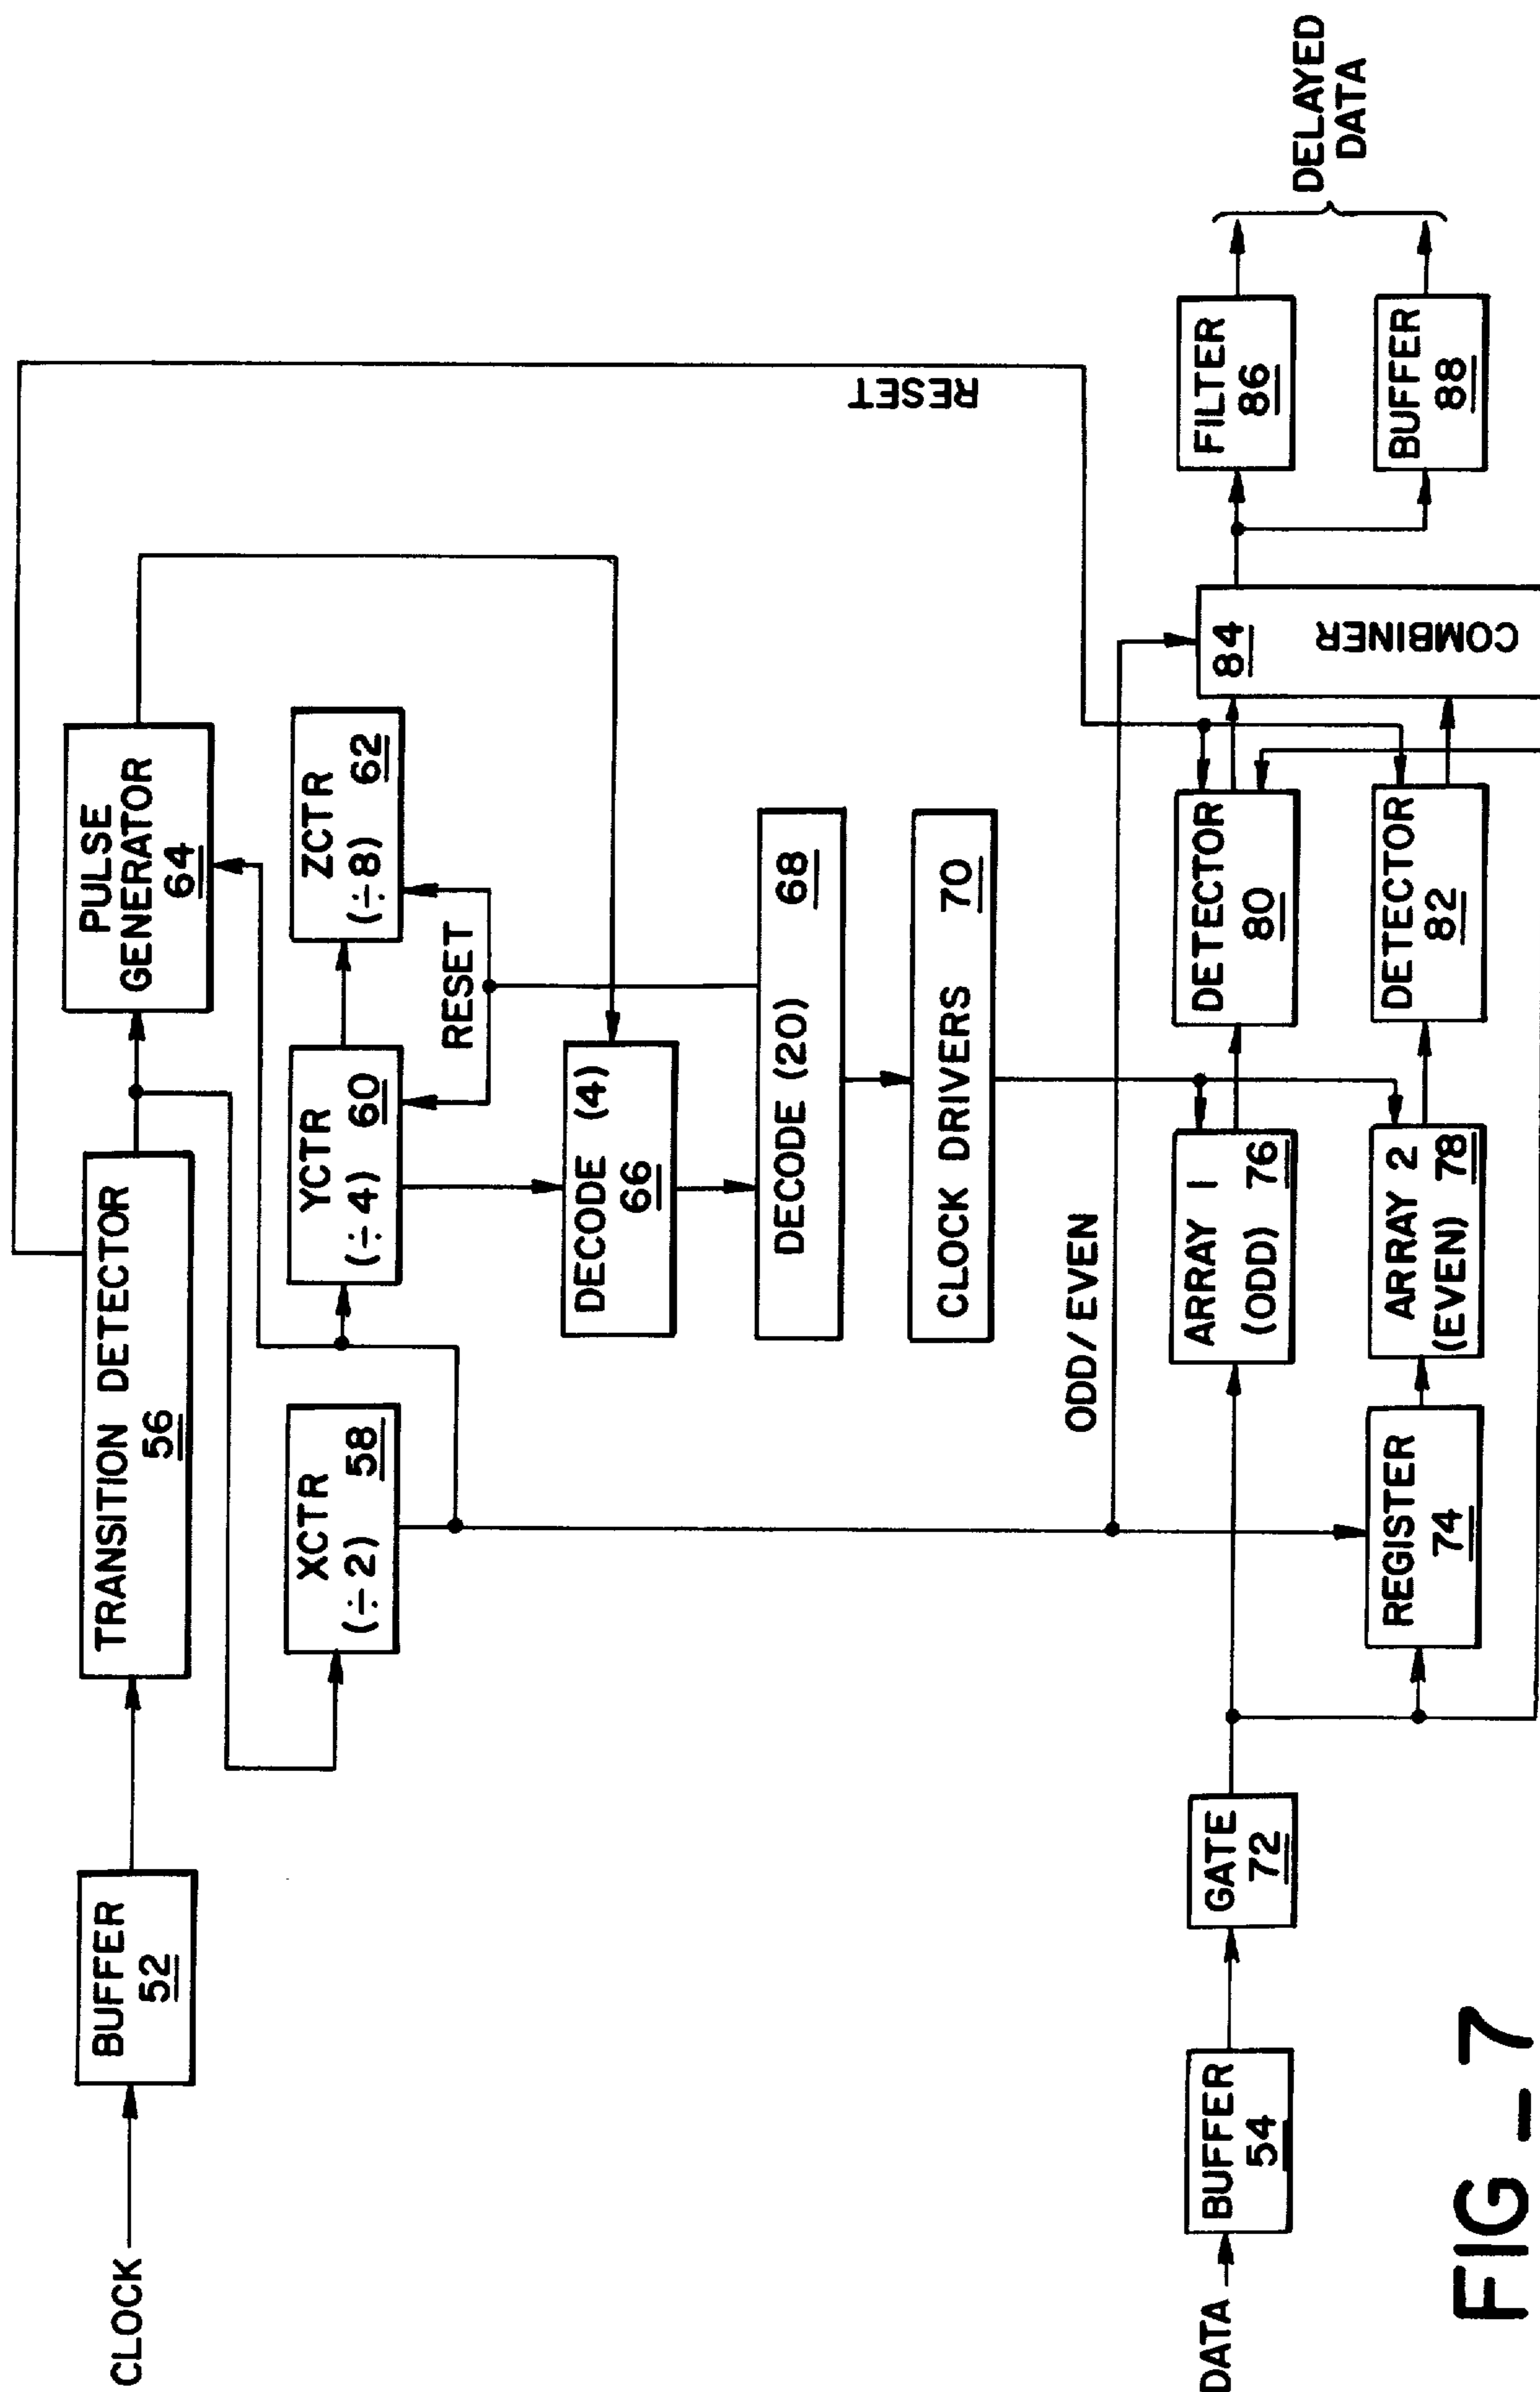 CLOCK
BUFFER
52
TRANSITION DETECTOR
56
PULSE
GENERATOR
64
XCTR
(÷2) 58
YCTR
(÷4) 60
ZCTR
(÷8) 62
RESET
DECODE (4)
66
DECODE (20) 68
CLOCK DRIVERS 70
RESET
ODD/EVEN
DATA
BUFFER
54
GATE
72
REGISTER
74
ARRAY 1
(ODD) 76
ARRAY 2
(EVEN) 78
DETECTOR
80
DETECTOR
82
84
COMBINER
FILTER
86
BUFFER
88
DELAYED
DATA
FIG_7